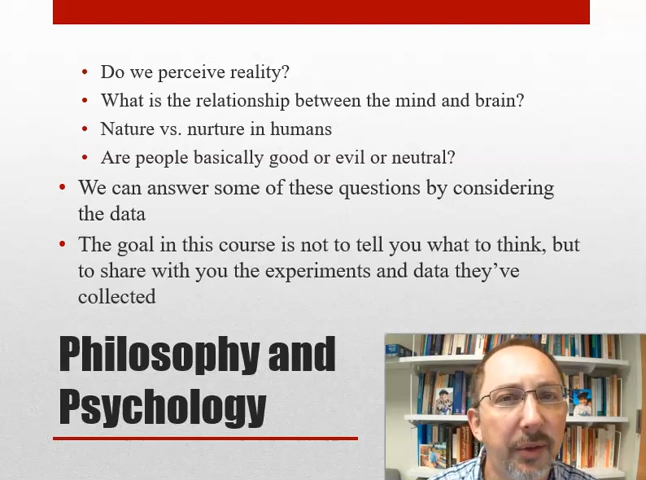 Do we perceive reality?
What is the relationship between the mind and brain?
Nature vs. nurture in humans
Are people basically good or evil or neutral?
We can answer some of these questions by considering
the data
The goal in this course is not to tell you what to think, but
to share with you the experiments and data they’ve
collected
Philosophy and
Psychology